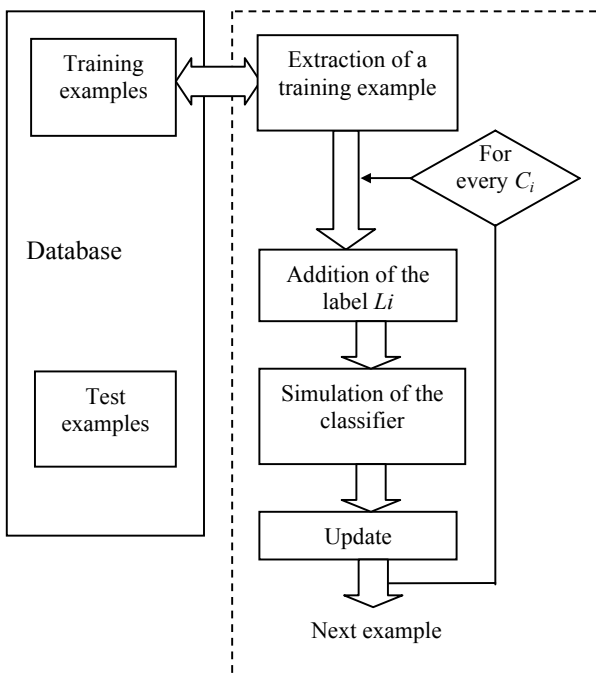 Training
examples
Database
Test
examples
Extraction of a
training example
For
every C_i
Addition of the
label Li
Simulation of the
classifier
Update
Next example